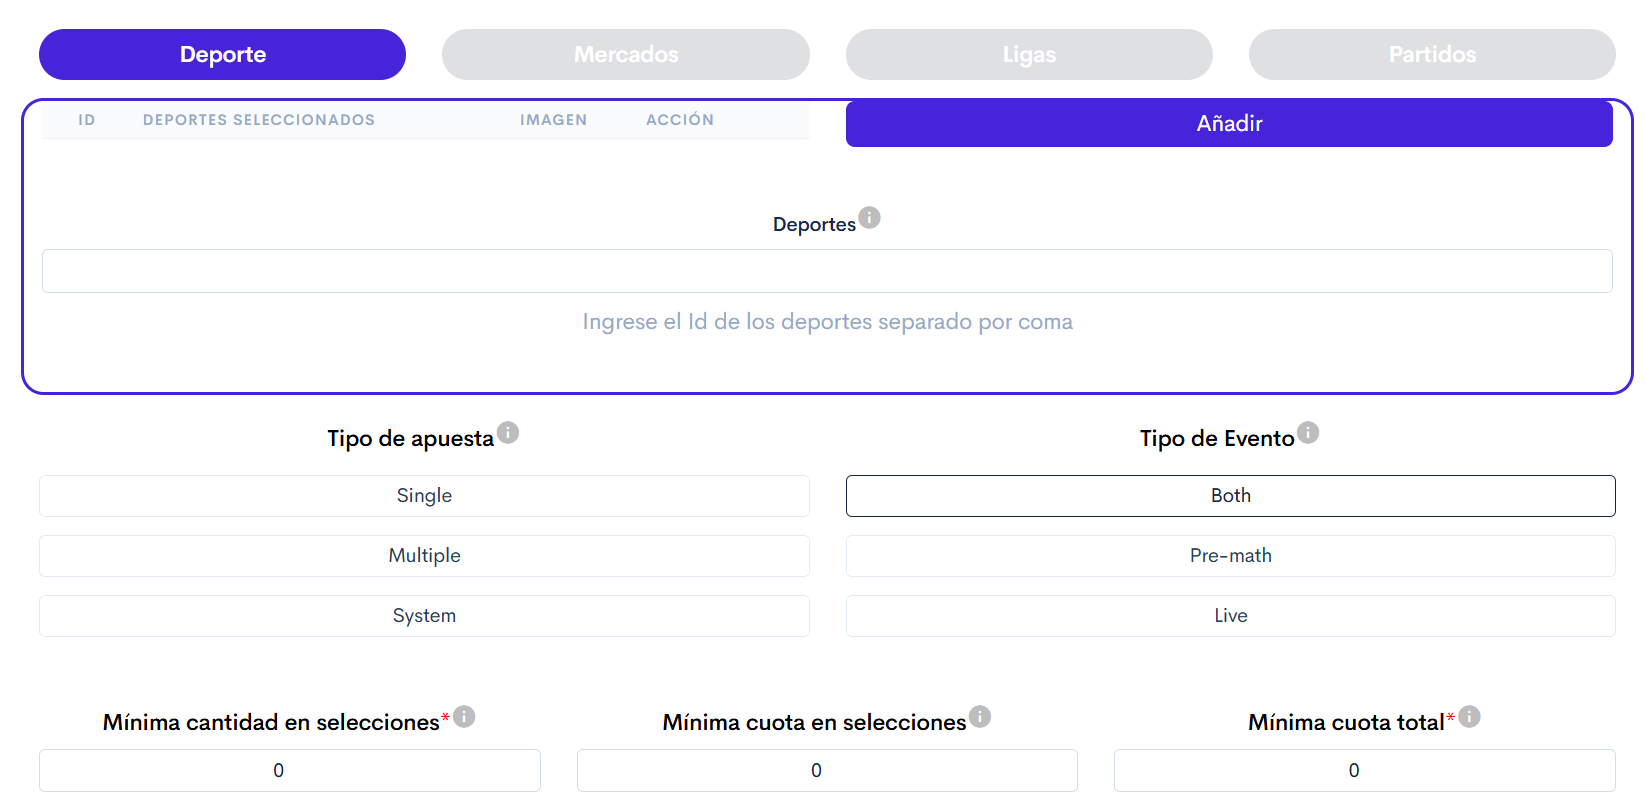 Deporte
Mercados
Ligas
Partidos
ID DEPORTES SELECCIONADOS IMAGEN ACCIÓN
Añadir
Deportes
Ingrese el Id de los deportes separado por coma
Tipo de apuesta
Single
Multiple
System
Tipo de Evento
Both
Pre-math
Live
Mínima cantidad en selecciones*
0
Mínima cuota en selecciones
0
Mínima cuota total*
0